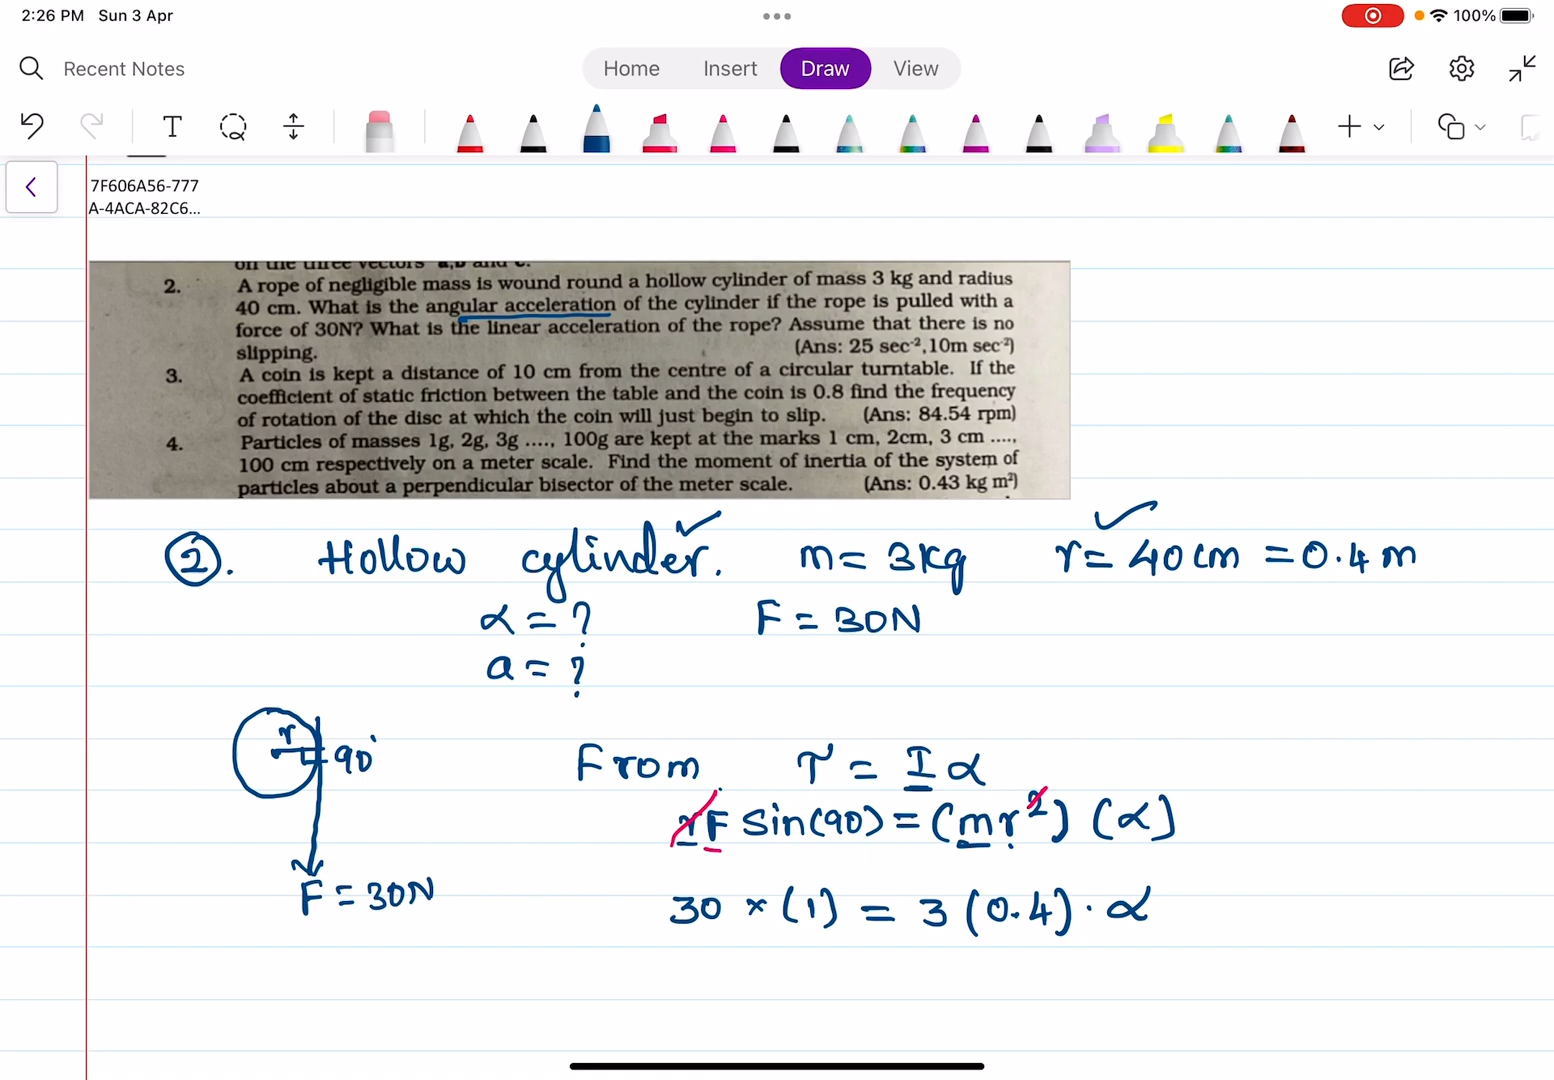 2:26 PM Sun 3 Apr
100%
Recent Notes
Home Insert Draw View
T
7F606A56-777
A-4ACA-82C6...
on the three vectors a,b and c.
2. A rope of negligible mass is wound round a hollow cylinder of mass 3 kg and radius
40 cm. What is the angular acceleration of the cylinder if the rope is pulled with a
force of 30N? What is the linear acceleration of the rope? Assume that there is no
slipping. (Ans: 25 sec⁻²,10m sec⁻²)
3. A coin is kept a distance of 10 cm from the centre of a circular turntable. If the
coefficient of static friction between the table and the coin is 0.8 find the frequency
of rotation of the disc at which the coin will just begin to slip. (Ans: 84.54 rpm)
4. Particles of masses 1g, 2g, 3g ...., 100g are kept at the marks 1 cm, 2cm, 3 cm ....,
100 cm respectively on a meter scale. Find the moment of inertia of the system of
particles about a perpendicular bisector of the meter scale. (Ans: 0.43 kg m²)
②. Hollow cylinder. m = 3kg r = 40 cm = 0.4 m
α = ? F = 30N
a = ?
r 90°
From τ = I α
rF sin(90) = (mr²) (α)
F = 30N
30 × (1) = 3 (0.4) · α